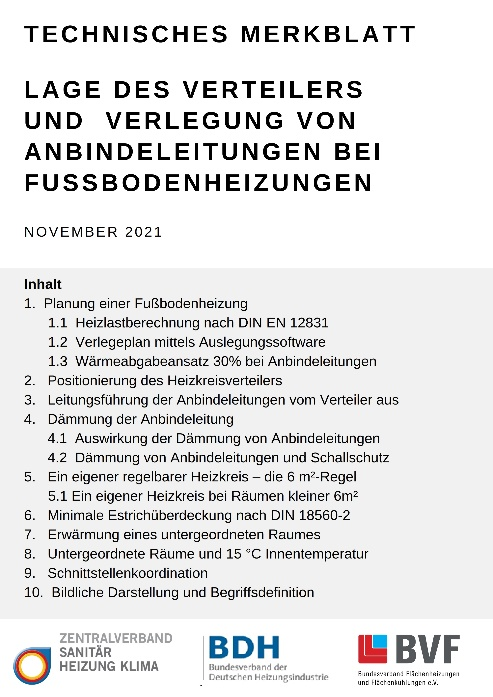 TECHNISCHES MERKBLATT
LAGE DES VERTEILERS
UND VERLEGUNG VON
ANBINDELEITUNGEN BEI
FUSSBODENHEIZUNGEN
NOVEMBER 2021
Inhalt
1. Planung einer Fußbodenheizung
1.1 Heizlastberechnung nach DIN EN 12831
1.2 Verlegeplan mittels Auslegungssoftware
1.3 Wärmeabgabeansatz 30% bei Anbindeleitungen
2. Positionierung des Heizkreisverteilers
3. Leitungsführung der Anbindeleitungen vom Verteiler aus
4. Dämmung der Anbindeleitung
4.1 Auswirkung der Dämmung von Anbindeleitungen
4.2 Dämmung von Anbindeleitungen und Schallschutz
5. Ein eigener regelbarer Heizkreis – die 6 m²-Regel
5.1 Ein eigener Heizkreis bei Räumen kleiner 6m²
6. Minimale Estrichüberdeckung nach DIN 18560-2
7. Erwärmung eines untergeordneten Raumes
8. Untergeordnete Räume und 15 °C Innentemperatur
9. Schnittstellenkoordination
10. Bildliche Darstellung und Begriffsdefinition
ZENTRALVERBAND
SANITÄR
HEIZUNG KLIMA
BDH
Bundesverband der
Deutschen Heizungsindustrie
BVF
Bundesverband Flächenheizungen
und Flächenkühlungen e.V.